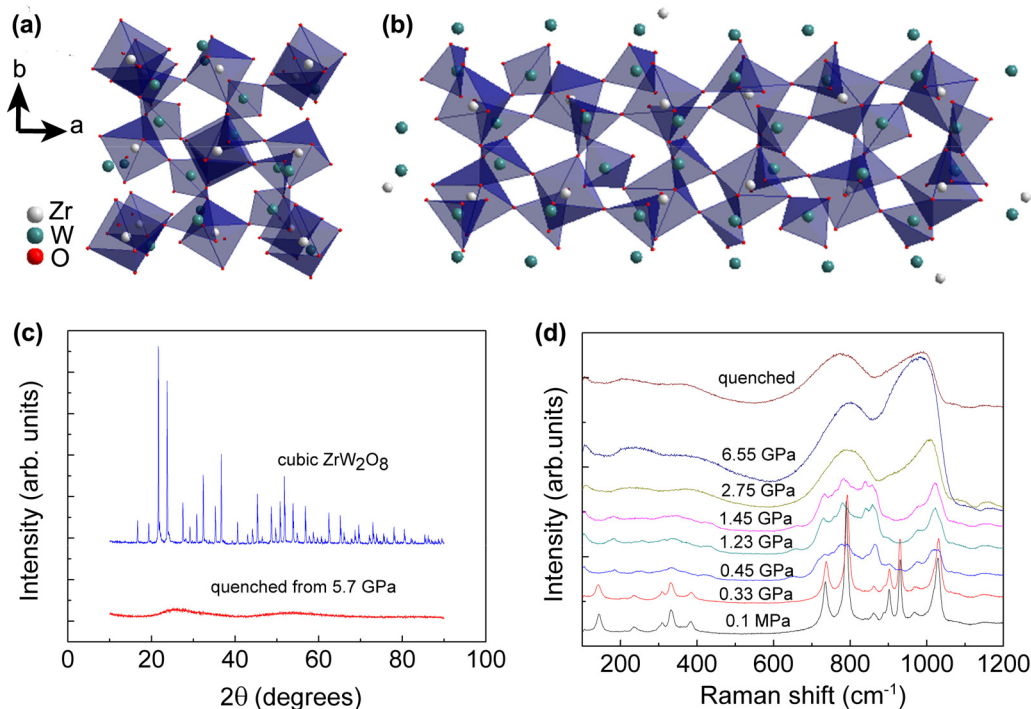 (a)
b
a
Zr
W
O
(b)
(c)
Intensity (arb. units)
cubic ZrW₂O₈
quenched from 5.7 GPa
0 20 40 60 80 100
2θ (degrees)
(d)
Intensity (arb.units)
quenched
6.55 GPa
2.75 GPa
1.45 GPa
1.23 GPa
0.45 GPa
0.33 GPa
0.1 MPa
200 400 600 800 1000 1200
Raman shift (cm⁻¹)